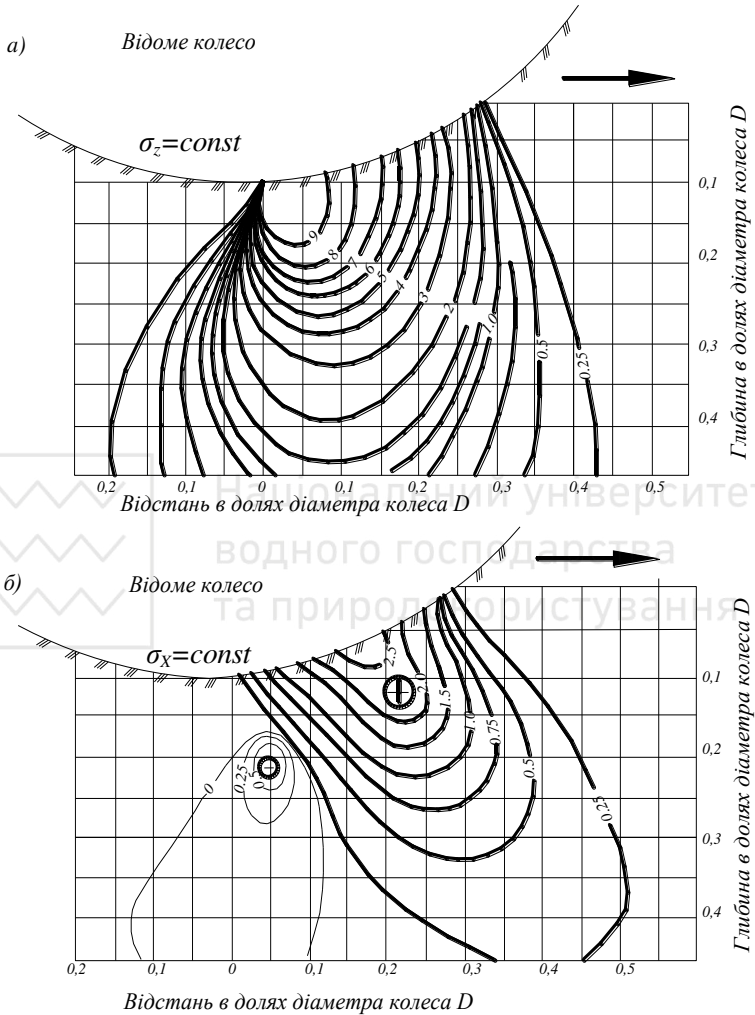 а)
Відоме колесо
σz=const
9
8
7
6
5
4
3
2
1.0
0.5
0.25
0,1
0,2
0,3
0,4
Глибина в долях діаметра колеса D
0,2 0,1 0 0,1 0,2 0,3 0,4 0,5
Відстань в долях діаметра колеса D
Національний університет
водного господарства
та природокористування
б)
Відоме колесо
σX=const
2.5
2.0
1.5
1.0
0.75
0.5
0.25
0
0.25
0.5
0,1
0,2
0,3
0,4
Глибина в долях діаметра колеса D
0,2 0,1 0 0,1 0,2 0,3 0,4 0,5
Відстань в долях діаметра колеса D